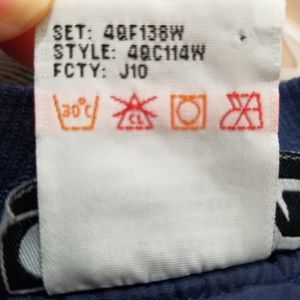 SET: 4QF138W
STYLE: 4QC114W
FCTY: J10
30°C CL